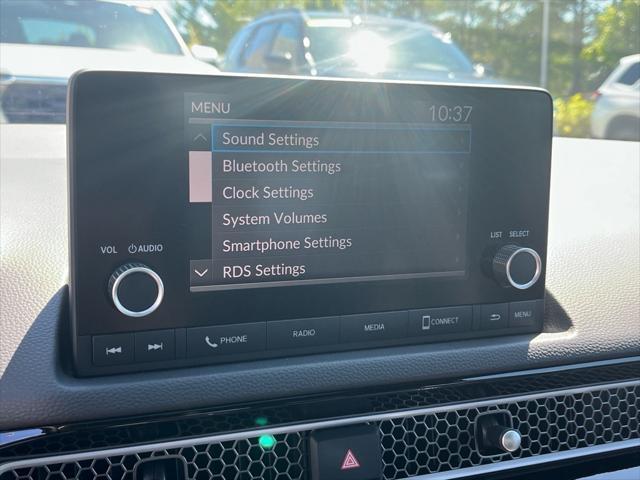 MENU 10:37
Sound Settings
Bluetooth Settings
Clock Settings
System Volumes
Smartphone Settings
RDS Settings
VOL AUDIO
LIST SELECT
PHONE RADIO MEDIA CONNECT MENU